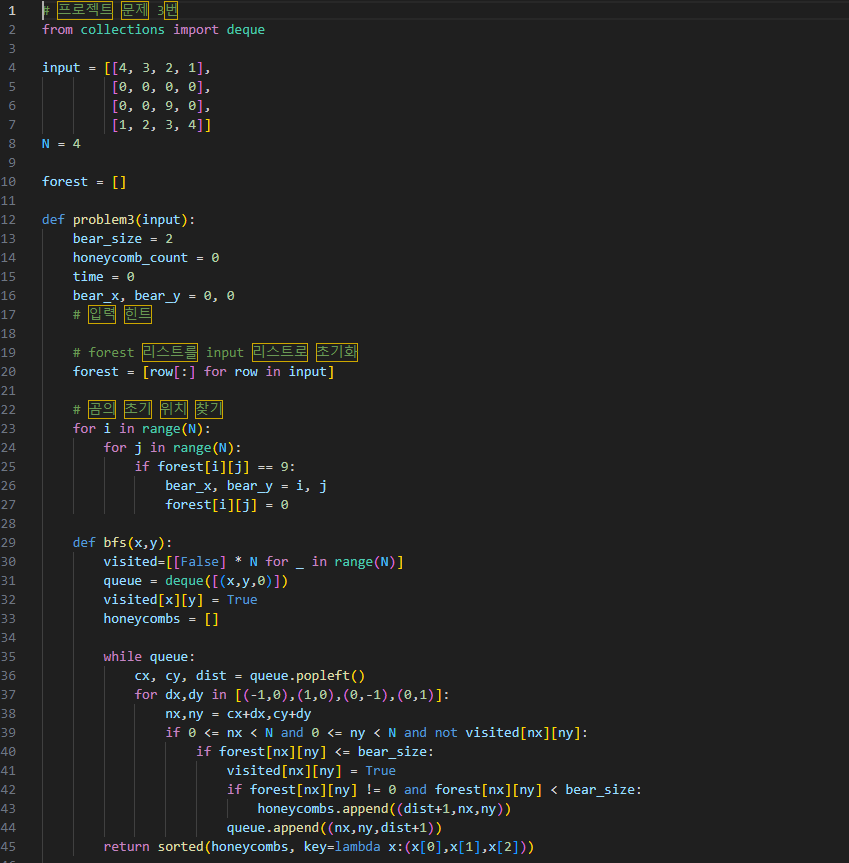 1 # 프로젝트 문제 3번
2 from collections import deque
3
4 input = [[4, 3, 2, 1],
5 [0, 0, 0, 0],
6 [0, 0, 9, 0],
7 [1, 2, 3, 4]]
8 N = 4
9
10 forest = []
11
12 def problem3(input):
13 bear_size = 2
14 honeycomb_count = 0
15 time = 0
16 bear_x, bear_y = 0, 0
17 # 입력 힌트
18
19 # forest 리스트를 input 리스트로 초기화
20 forest = [row[:] for row in input]
21
22 # 곰의 초기 위치 찾기
23 for i in range(N):
24 for j in range(N):
25 if forest[i][j] == 9:
26 bear_x, bear_y = i, j
27 forest[i][j] = 0
28
29 def bfs(x,y):
30 visited=[[False] * N for _ in range(N)]
31 queue = deque([(x,y,0)])
32 visited[x][y] = True
33 honeycombs = []
34
35 while queue:
36 cx, cy, dist = queue.popleft()
37 for dx,dy in [(-1,0),(1,0),(0,-1),(0,1)]:
38 nx,ny = cx+dx,cy+dy
39 if 0 <= nx < N and 0 <= ny < N and not visited[nx][ny]:
40 if forest[nx][ny] <= bear_size:
41 visited[nx][ny] = True
42 if forest[nx][ny] != 0 and forest[nx][ny] < bear_size:
43 honeycombs.append((dist+1,nx,ny))
44 queue.append((nx,ny,dist+1))
45 return sorted(honeycombs, key=lambda x:(x[0],x[1],x[2]))